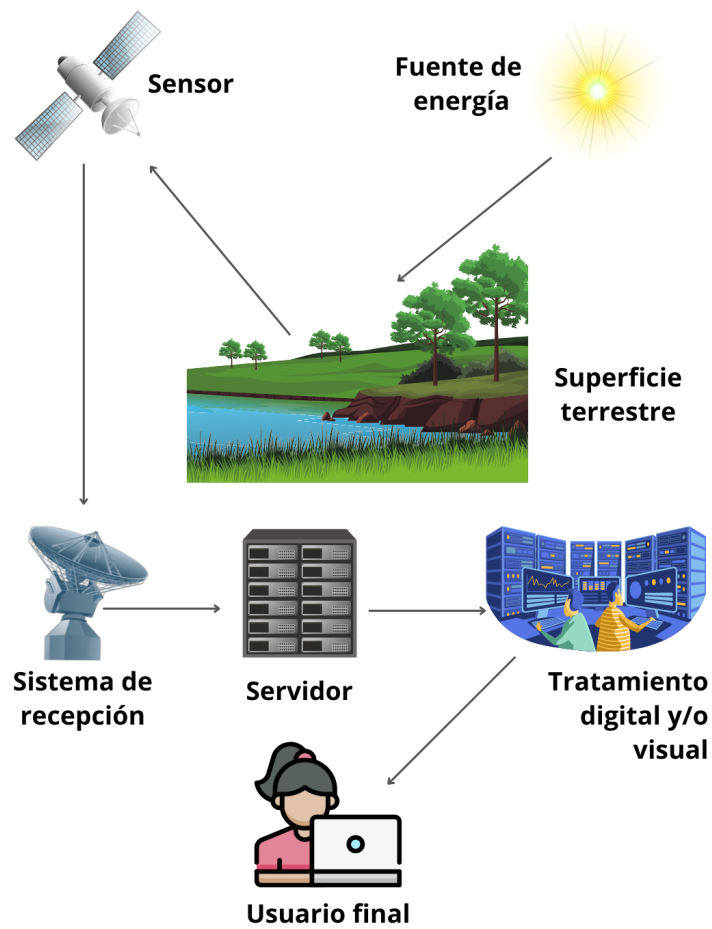 Sensor
Fuente de
energía
Superficie
terrestre
Sistema de
recepción
Servidor
Tratamiento
digital y/o
visual
Usuario final